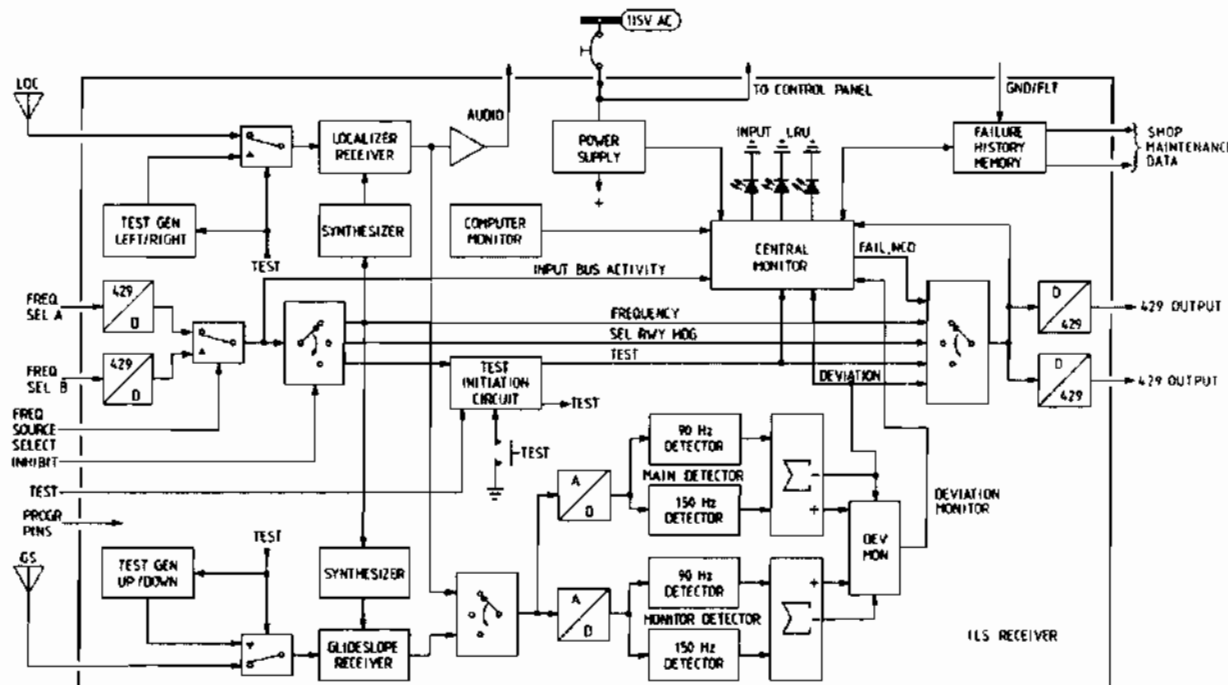 115V AC
LOC
TO CONTROL PANEL
GND/FLT
AUDIO
LOCALIZER
RECEIVER
POWER
SUPPLY
INPUT
LRU
FAILURE
HISTORY
MEMORY
SHOP
MAINTENANCE
DATA
TEST GEN
LEFT/RIGHT
SYNTHESIZER
COMPUTER
MONITOR
CENTRAL
MONITOR
FAIL, NCD
TEST
INPUT BUS ACTIVITY
FREQ
SEL A
429
D
FREQUENCY
D
429
429 OUTPUT
SEL RWY HDG
FREQ
SEL B
429
D
TEST
TEST
INITIATION
CIRCUIT
DEVIATION
D
429
429 OUTPUT
TEST
FREQ
SOURCE
SELECT
INHIBIT
TEST
90 Hz
DETECTOR
MAIN DETECTOR
150 Hz
DETECTOR
A
D
Σ
−
+
TEST
PROGR
PINS
DEVIATION
MONITOR
DEV
MON
GS
TEST GEN
UP/DOWN
TEST
SYNTHESIZER
90 Hz
DETECTOR
MONITOR DETECTOR
150 Hz
DETECTOR
A
D
+
Σ
−
GLIDESLOPE
RECEIVER
ILS RECEIVER
+